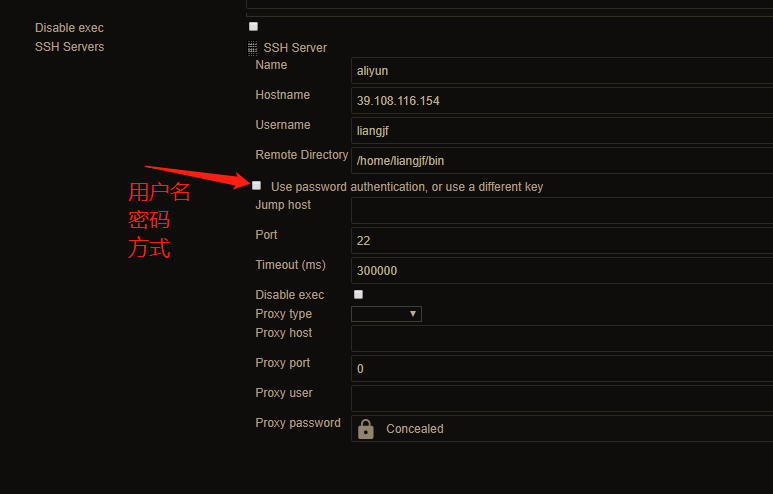 Disable exec
SSH Servers
SSH Server
Name
aliyun
Hostname
39.108.116.154
Username
liangjf
Remote Directory
/home/liangjf/bin
Use password authentication, or use a different key
用户名
密码
方式
Jump host
Port
22
Timeout (ms)
300000
Disable exec
Proxy type
Proxy host
Proxy port
0
Proxy user
Proxy password
Concealed